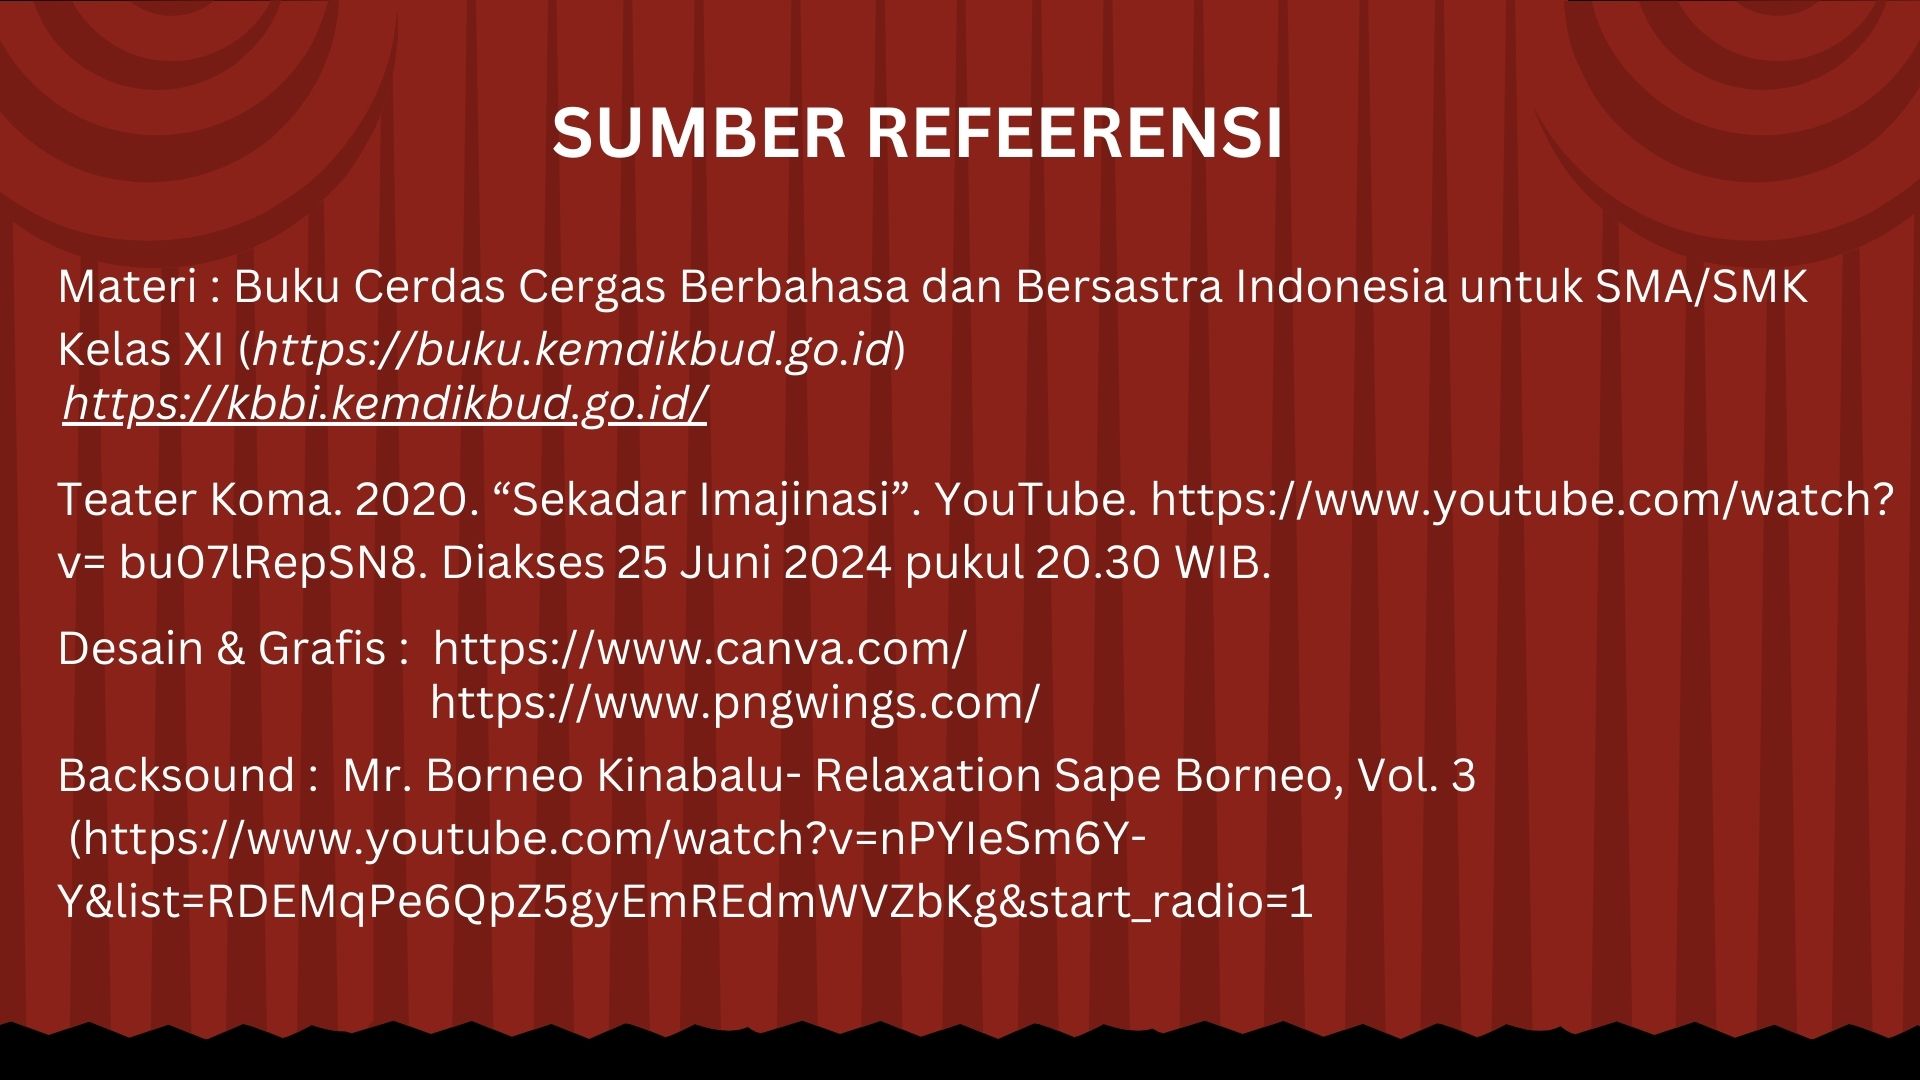 SUMBER REFEERENSI
Materi : Buku Cerdas Cergas Berbahasa dan Bersastra Indonesia untuk SMA/SMK
Kelas XI (https://buku.kemdikbud.go.id)
https://kbbi.kemdikbud.go.id/
Teater Koma. 2020. “Sekadar Imajinasi”. YouTube. https://www.youtube.com/watch?
v= bu07lRepSN8. Diakses 25 Juni 2024 pukul 20.30 WIB.
Desain & Grafis : https://www.canva.com/
https://www.pngwings.com/
Backsound : Mr. Borneo Kinabalu- Relaxation Sape Borneo, Vol. 3
(https://www.youtube.com/watch?v=nPYIeSm6Y-
Y&list=RDEMqPe6QpZ5gyEmREdmWVZbKg&start_radio=1